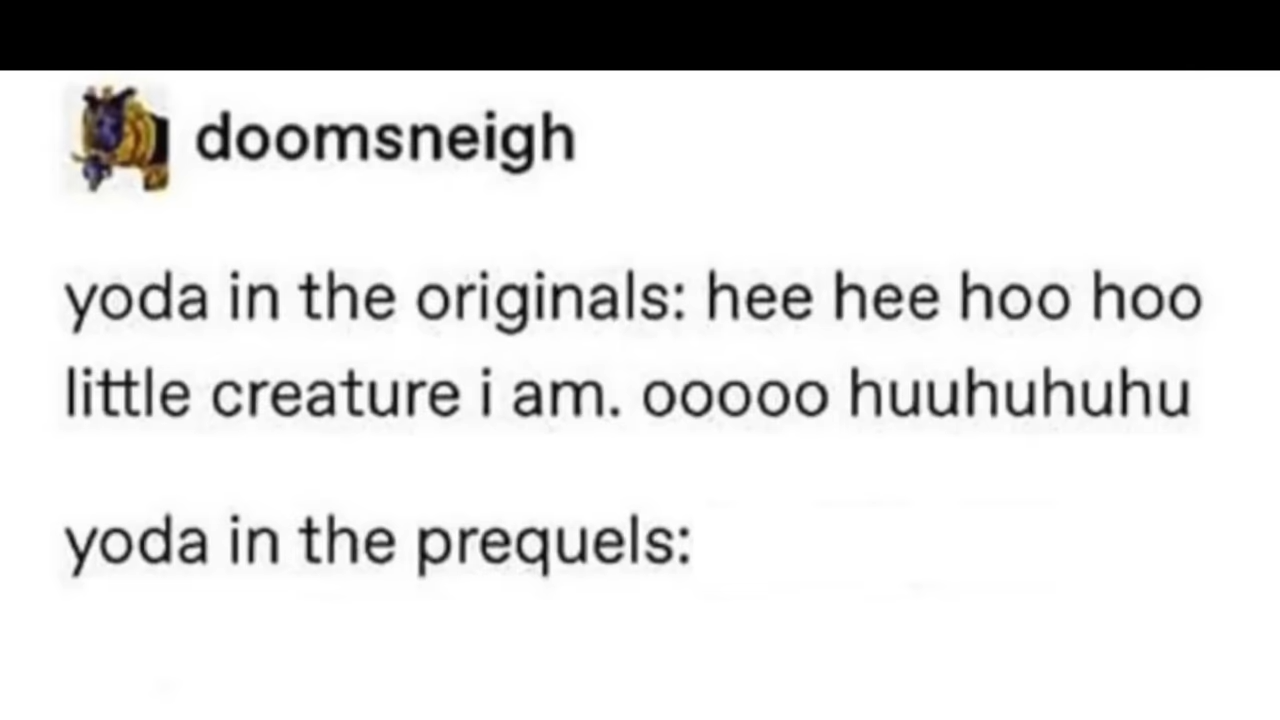 doomsneigh
yoda in the originals: hee hee hoo hoo
little creature i am. ooooo huuhuhuhu
yoda in the prequels: